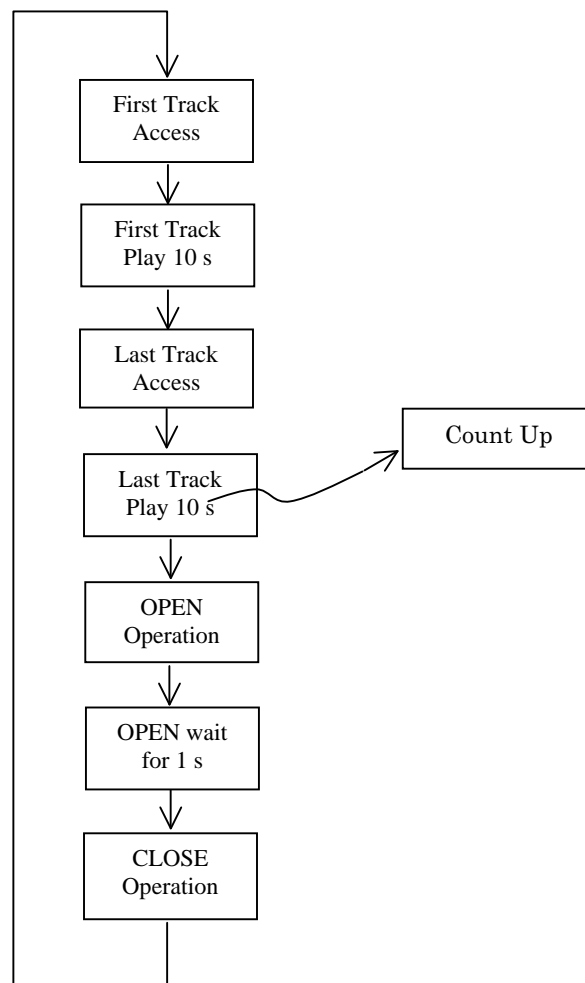 First Track
Access
First Track
Play 10 s
Last Track
Access
Last Track
Play 10 s
Count Up
OPEN
Operation
OPEN wait
for 1 s
CLOSE
Operation